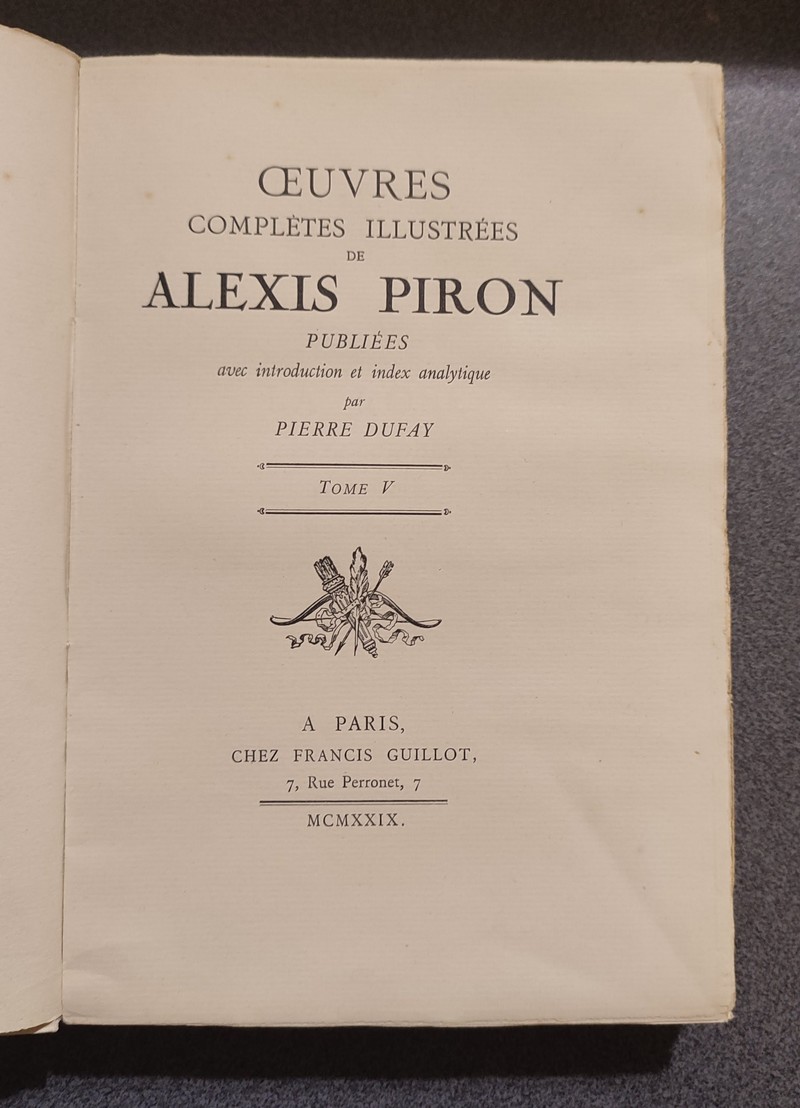 ŒUVRES
COMPLÈTES ILLUSTRÉES
DE
ALEXIS PIRON
PUBLIÉES
avec introduction et index analytique
par
PIERRE DUFAY
TOME V
A PARIS,
CHEZ FRANCIS GUILLOT,
7, Rue Perronet, 7
MCMXXIX.